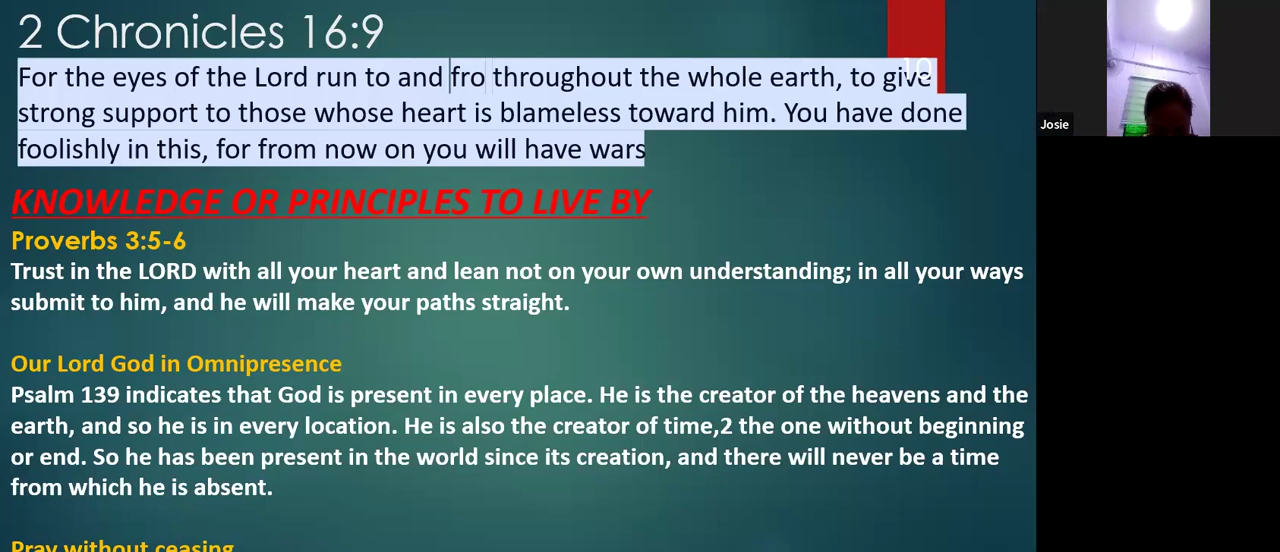 2 Chronicles 16:9
10
For the eyes of the Lord run to and fro throughout the whole earth, to give
strong support to those whose heart is blameless toward him. You have done
foolishly in this, for from now on you will have wars
KNOWLEDGE OR PRINCIPLES TO LIVE BY
Proverbs 3:5-6
Trust in the LORD with all your heart and lean not on your own understanding; in all your ways
submit to him, and he will make your paths straight.
Our Lord God in Omnipresence
Psalm 139 indicates that God is present in every place. He is the creator of the heavens and the
earth, and so he is in every location. He is also the creator of time,2 the one without beginning
or end. So he has been present in the world since its creation, and there will never be a time
from which he is absent.
Pray without ceasing
Josie